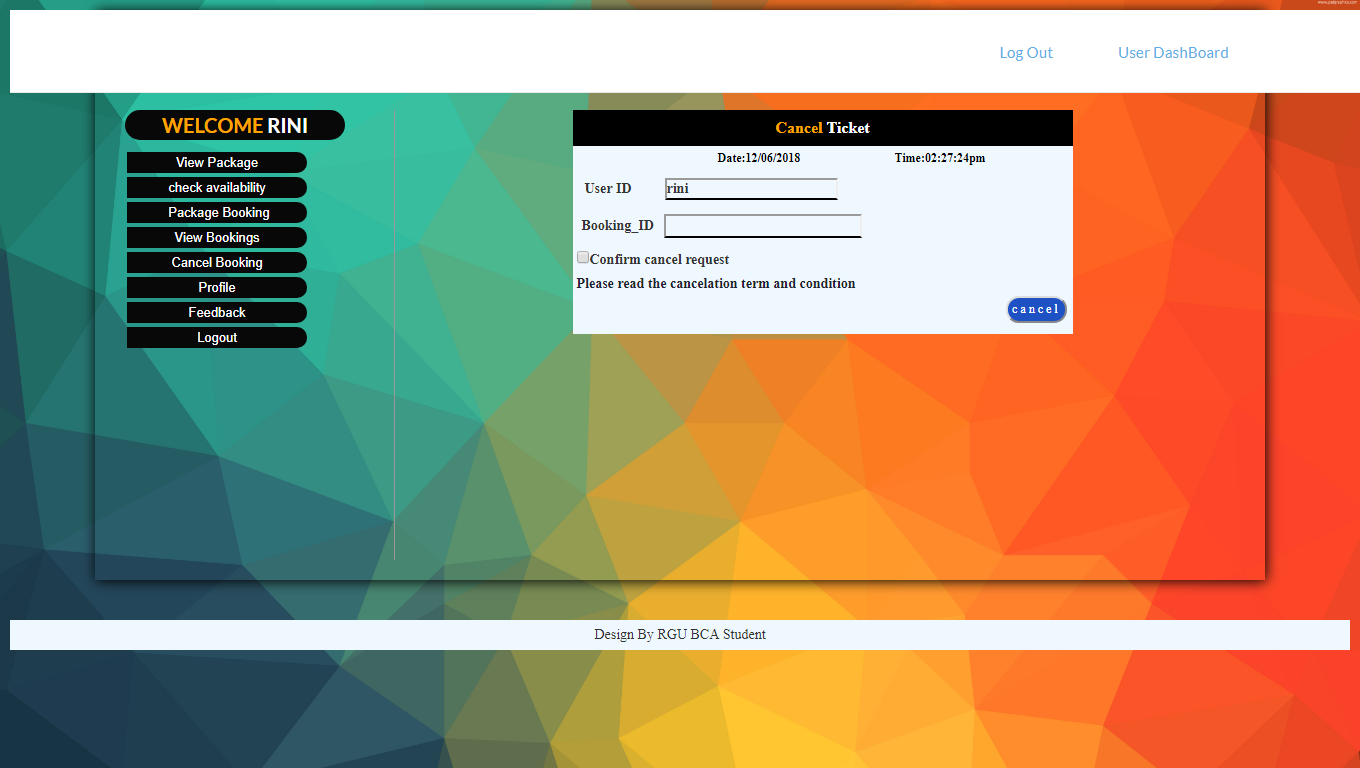 Log Out User DashBoard
WELCOME RINI
View Package
check availability
Package Booking
View Bookings
Cancel Booking
Profile
Feedback
Logout
Cancel Ticket
Date:12/06/2018 Time:02:27:24pm
User ID rini
Booking_ID
Confirm cancel request
Please read the cancelation term and condition
cancel
Design By RGU BCA Student